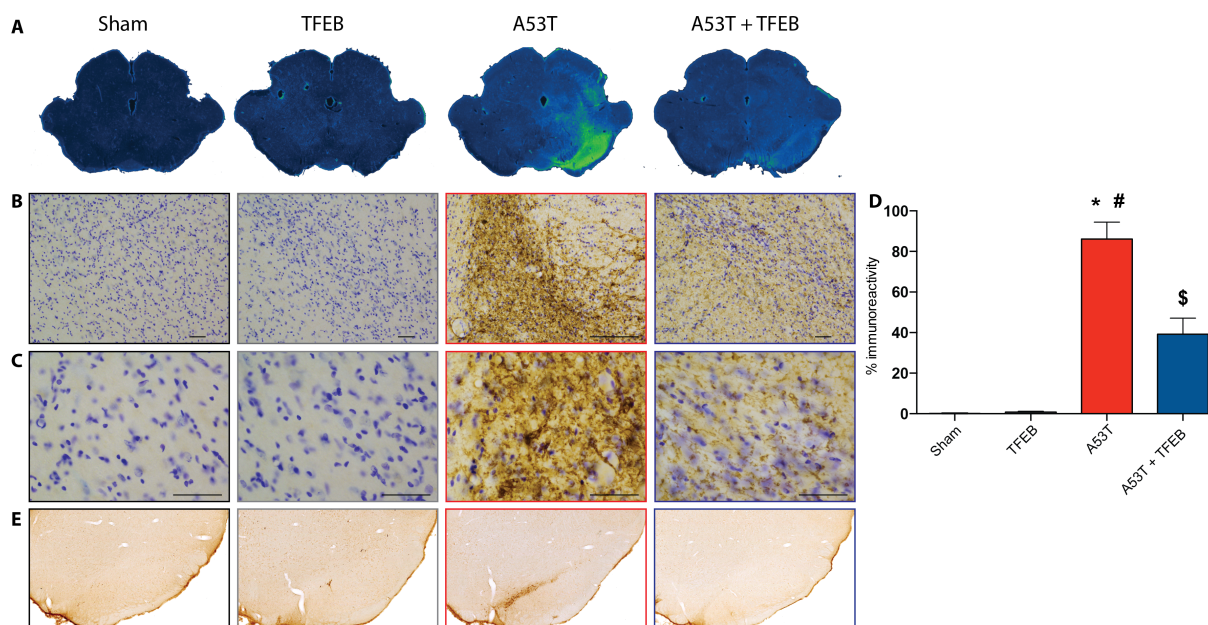 A Sham TFEB A53T A53T + TFEB
B
C
E
D
* #
$
% immunoreactivity
100
80
60
40
20
0
Sham
TFEB
A53T
A53T + TFEB